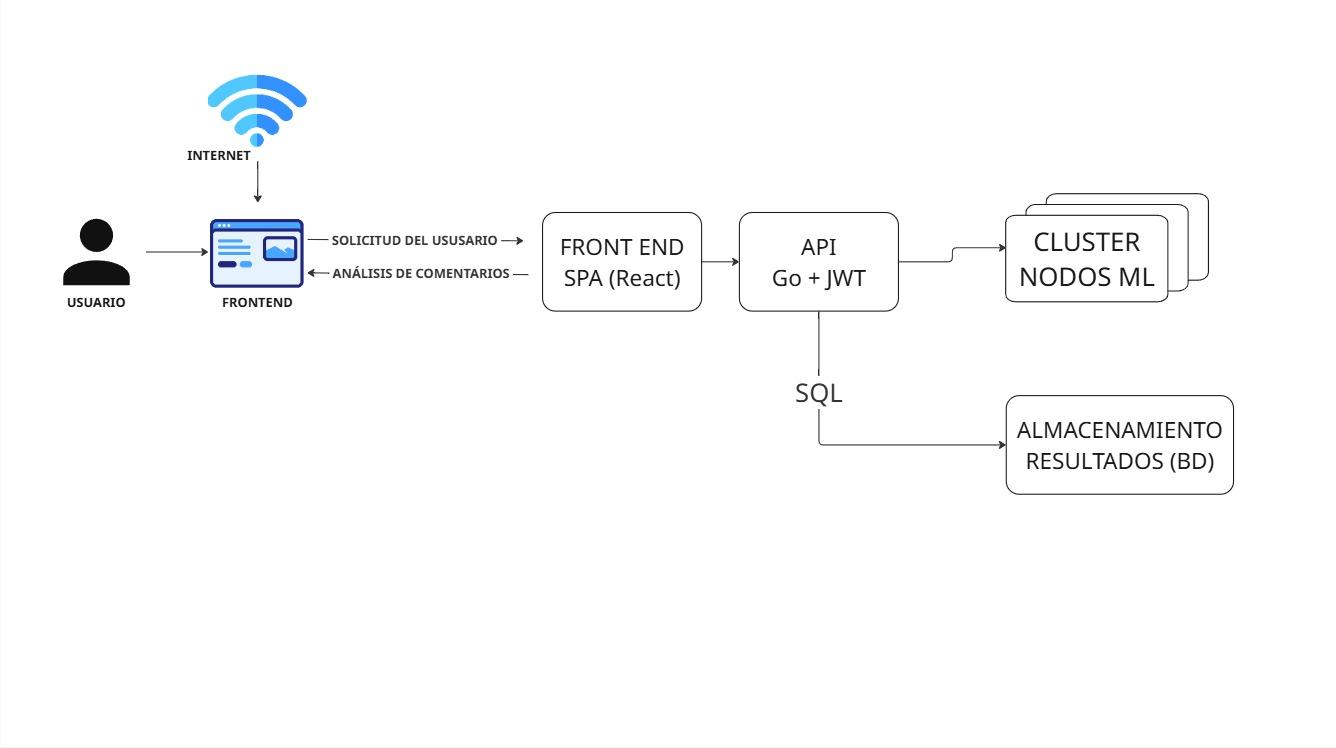 INTERNET
USUARIO
FRONTEND
SOLICITUD DEL USUSARIO
ANÁLISIS DE COMENTARIOS
FRONT END
SPA (React)
API
Go + JWT
CLUSTER
NODOS ML
SQL
ALMACENAMIENTO
RESULTADOS (BD)